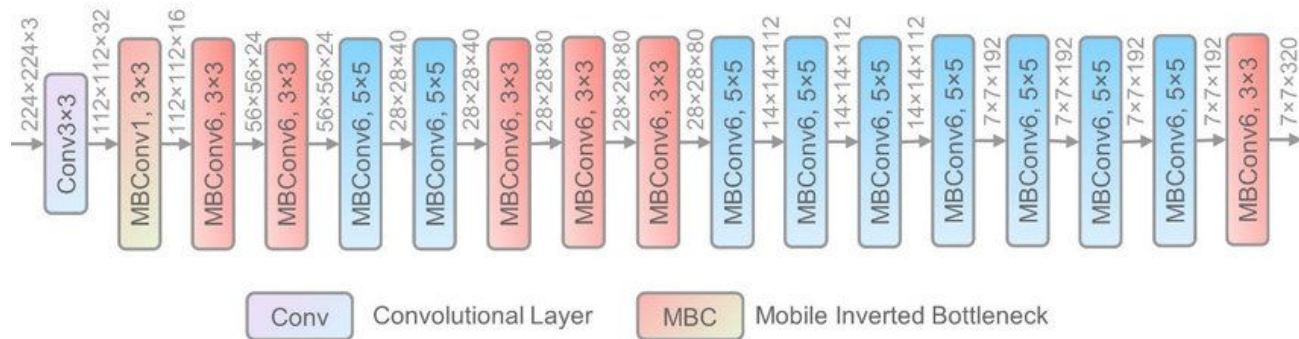 224×224×3
Conv3×3
112×112×32
MBConv1, 3×3
112×112×16
MBConv6, 3×3
56×56×24
MBConv6, 3×3
56×56×24
MBConv6, 5×5
28×28×40
MBConv6, 5×5
28×28×40
MBConv6, 3×3
28×28×80
MBConv6, 3×3
28×28×80
MBConv6, 3×3
28×28×80
MBConv6, 5×5
14×14×112
MBConv6, 5×5
14×14×112
MBConv6, 5×5
14×14×112
MBConv6, 5×5
7×7×192
MBConv6, 5×5
7×7×192
MBConv6, 5×5
7×7×192
MBConv6, 5×5
7×7×192
MBConv6, 3×3
7×7×320
Conv Convolutional Layer MBC Mobile Inverted Bottleneck